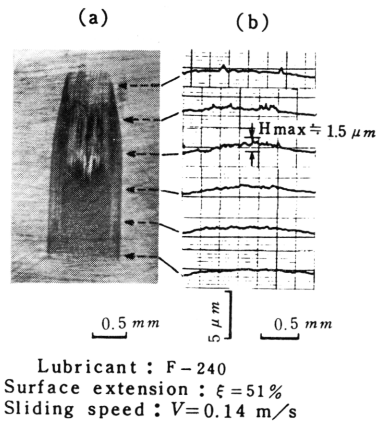 (a) (b)
Hmax≒1.5 μm
0.5 mm
5 μm
0.5 mm
Lubricant : F-240
Surface extension : ξ=51%
Sliding speed : V=0.14 m/s